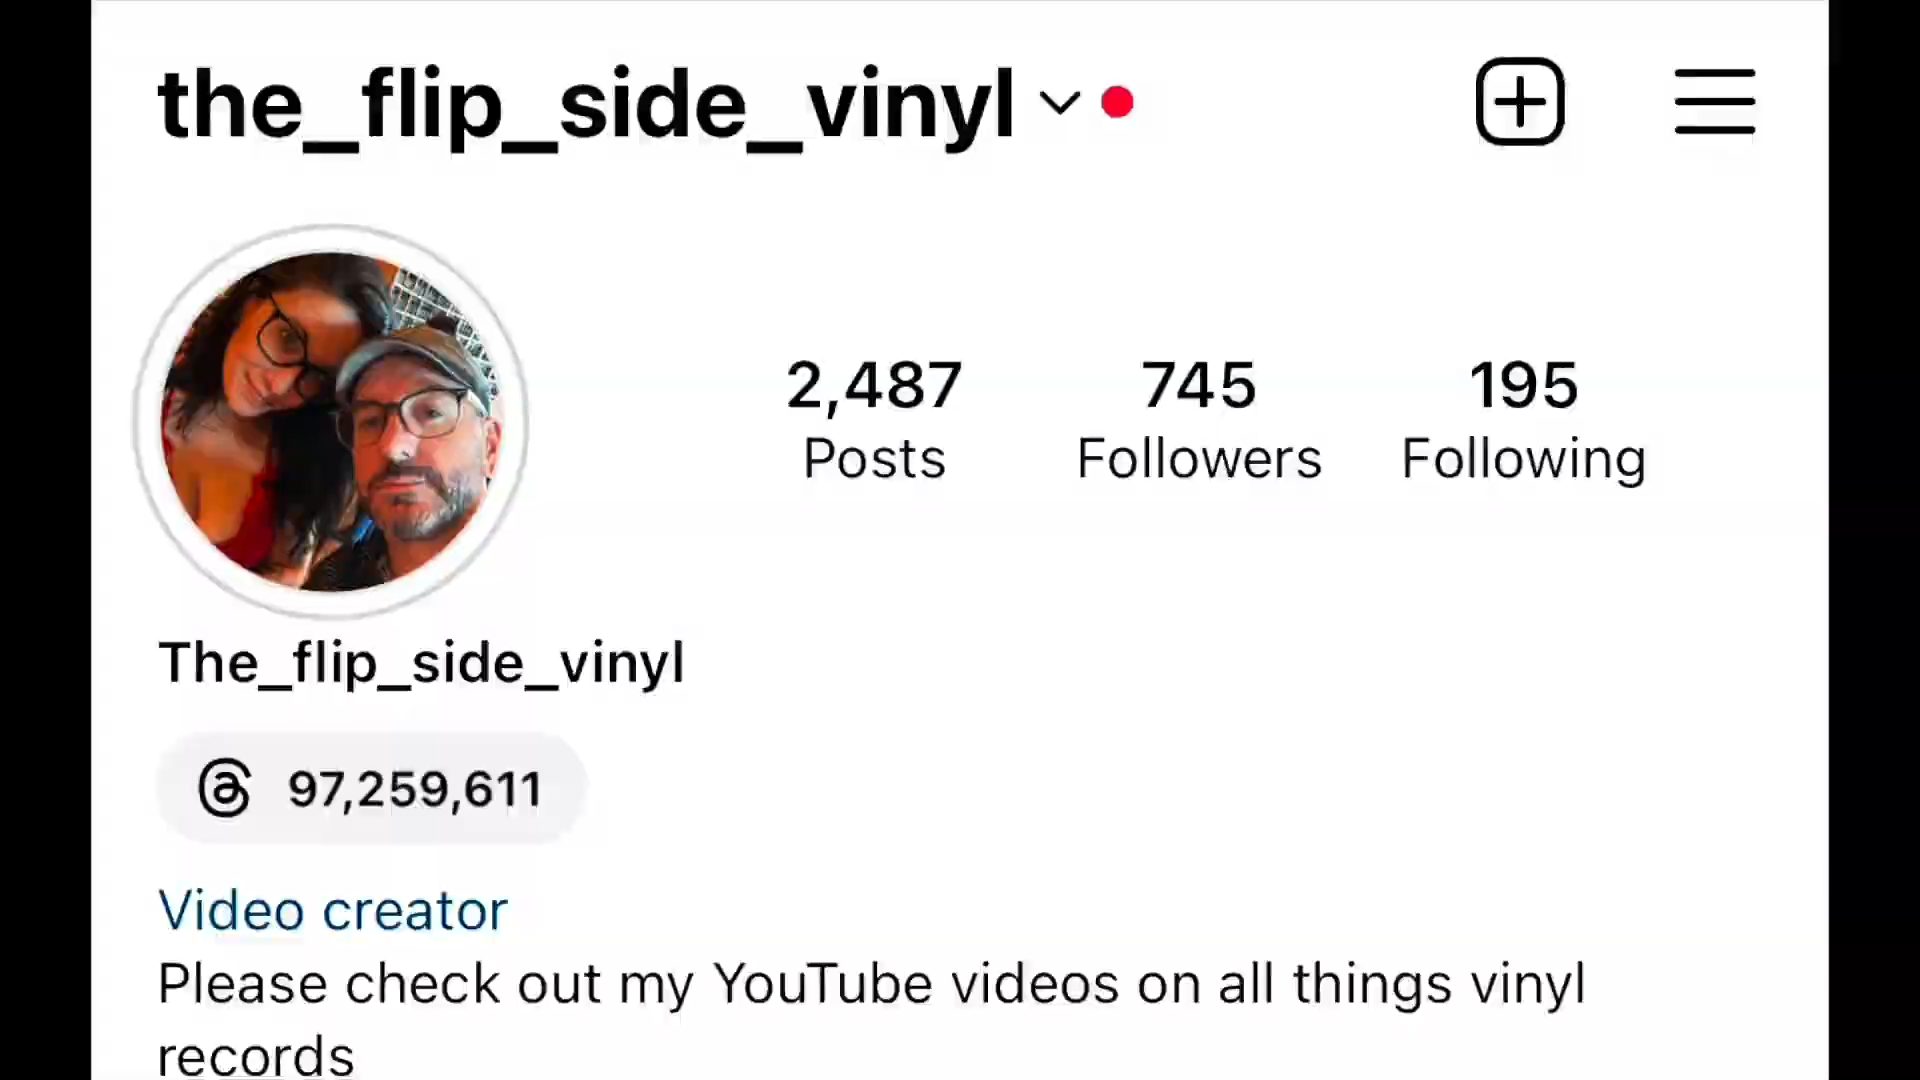 the_flip_side_vinyl
2,487 745 195
Posts Followers Following
The_flip_side_vinyl
97,259,611
Video creator
Please check out my YouTube videos on all things vinyl
records